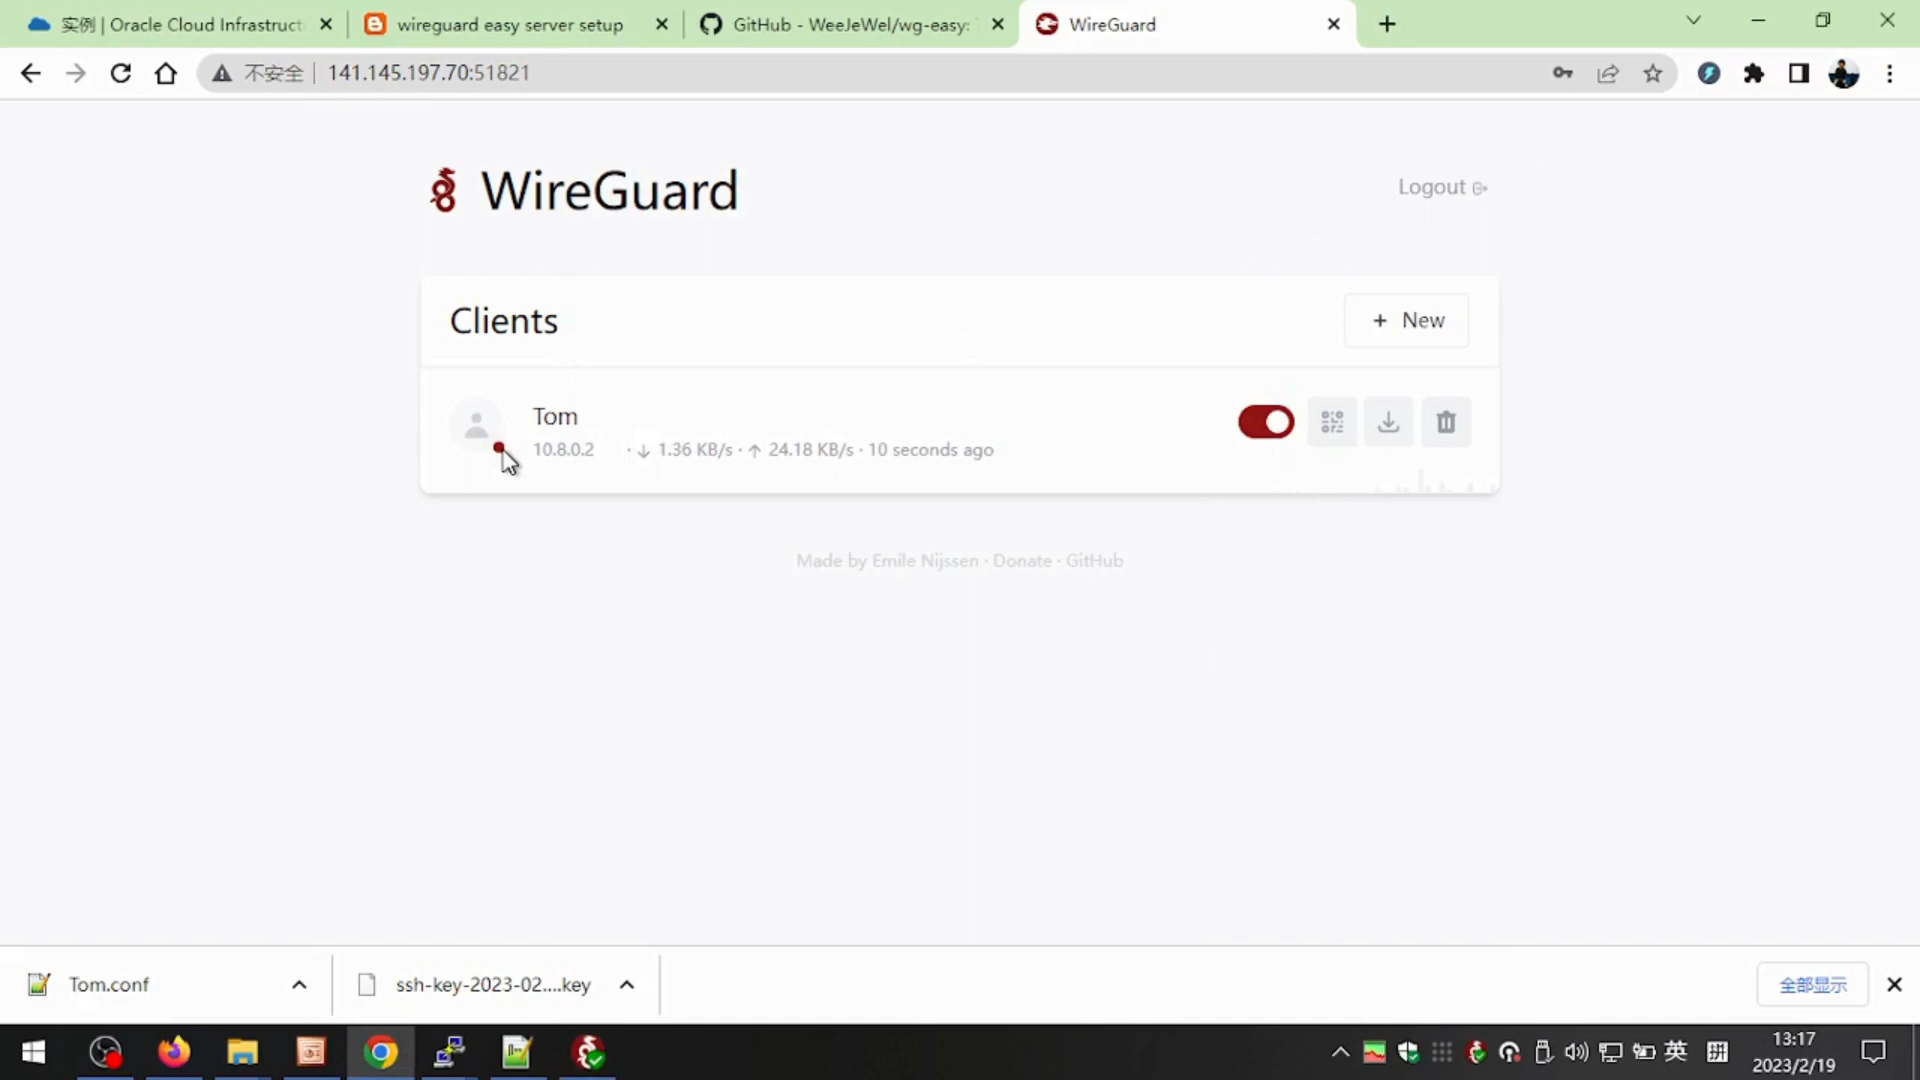 实例 | Oracle Cloud Infrastruct
wireguard easy server setup
GitHub - WeeJeWel/wg-easy:
WireGuard
不安全
141.145.197.70:51821
WireGuard
Logout
Clients
+ New
Tom
10.8.0.2 · ↓ 1.36 KB/s · ↑ 24.18 KB/s · 10 seconds ago
Made by Emile Nijssen · Donate · GitHub
Tom.conf
ssh-key-2023-02....key
全部显示
英
拼
13:17
2023/2/19